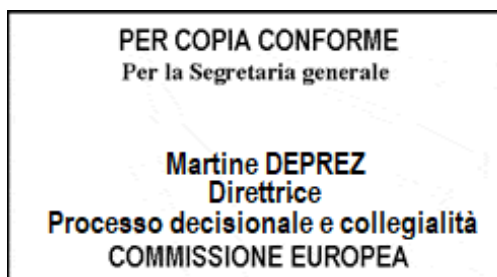 PER COPIA CONFORME
Per la Segretaria generale
Martine DEPREZ
Direttrice
Processo decisionale e collegialità
COMMISSIONE EUROPEA